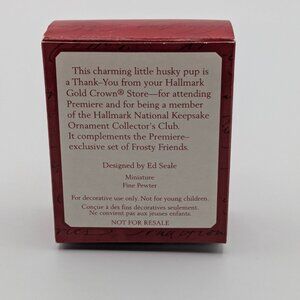 This charming little husky pup is
a Thank–You from your Hallmark
Gold Crown® Store—for attending
Premiere and for being a member
of the Hallmark National Keepsake
Ornament Collector's Club.
It complements the Premiere–
exclusive set of Frosty Friends.
Designed by Ed Seale
Miniature
Fine Pewter
For decorative use only. Not for young children.
Conçue à des fins décoratives seulement.
Ne convient pas aux jeunes enfants.
NOT FOR RESALE